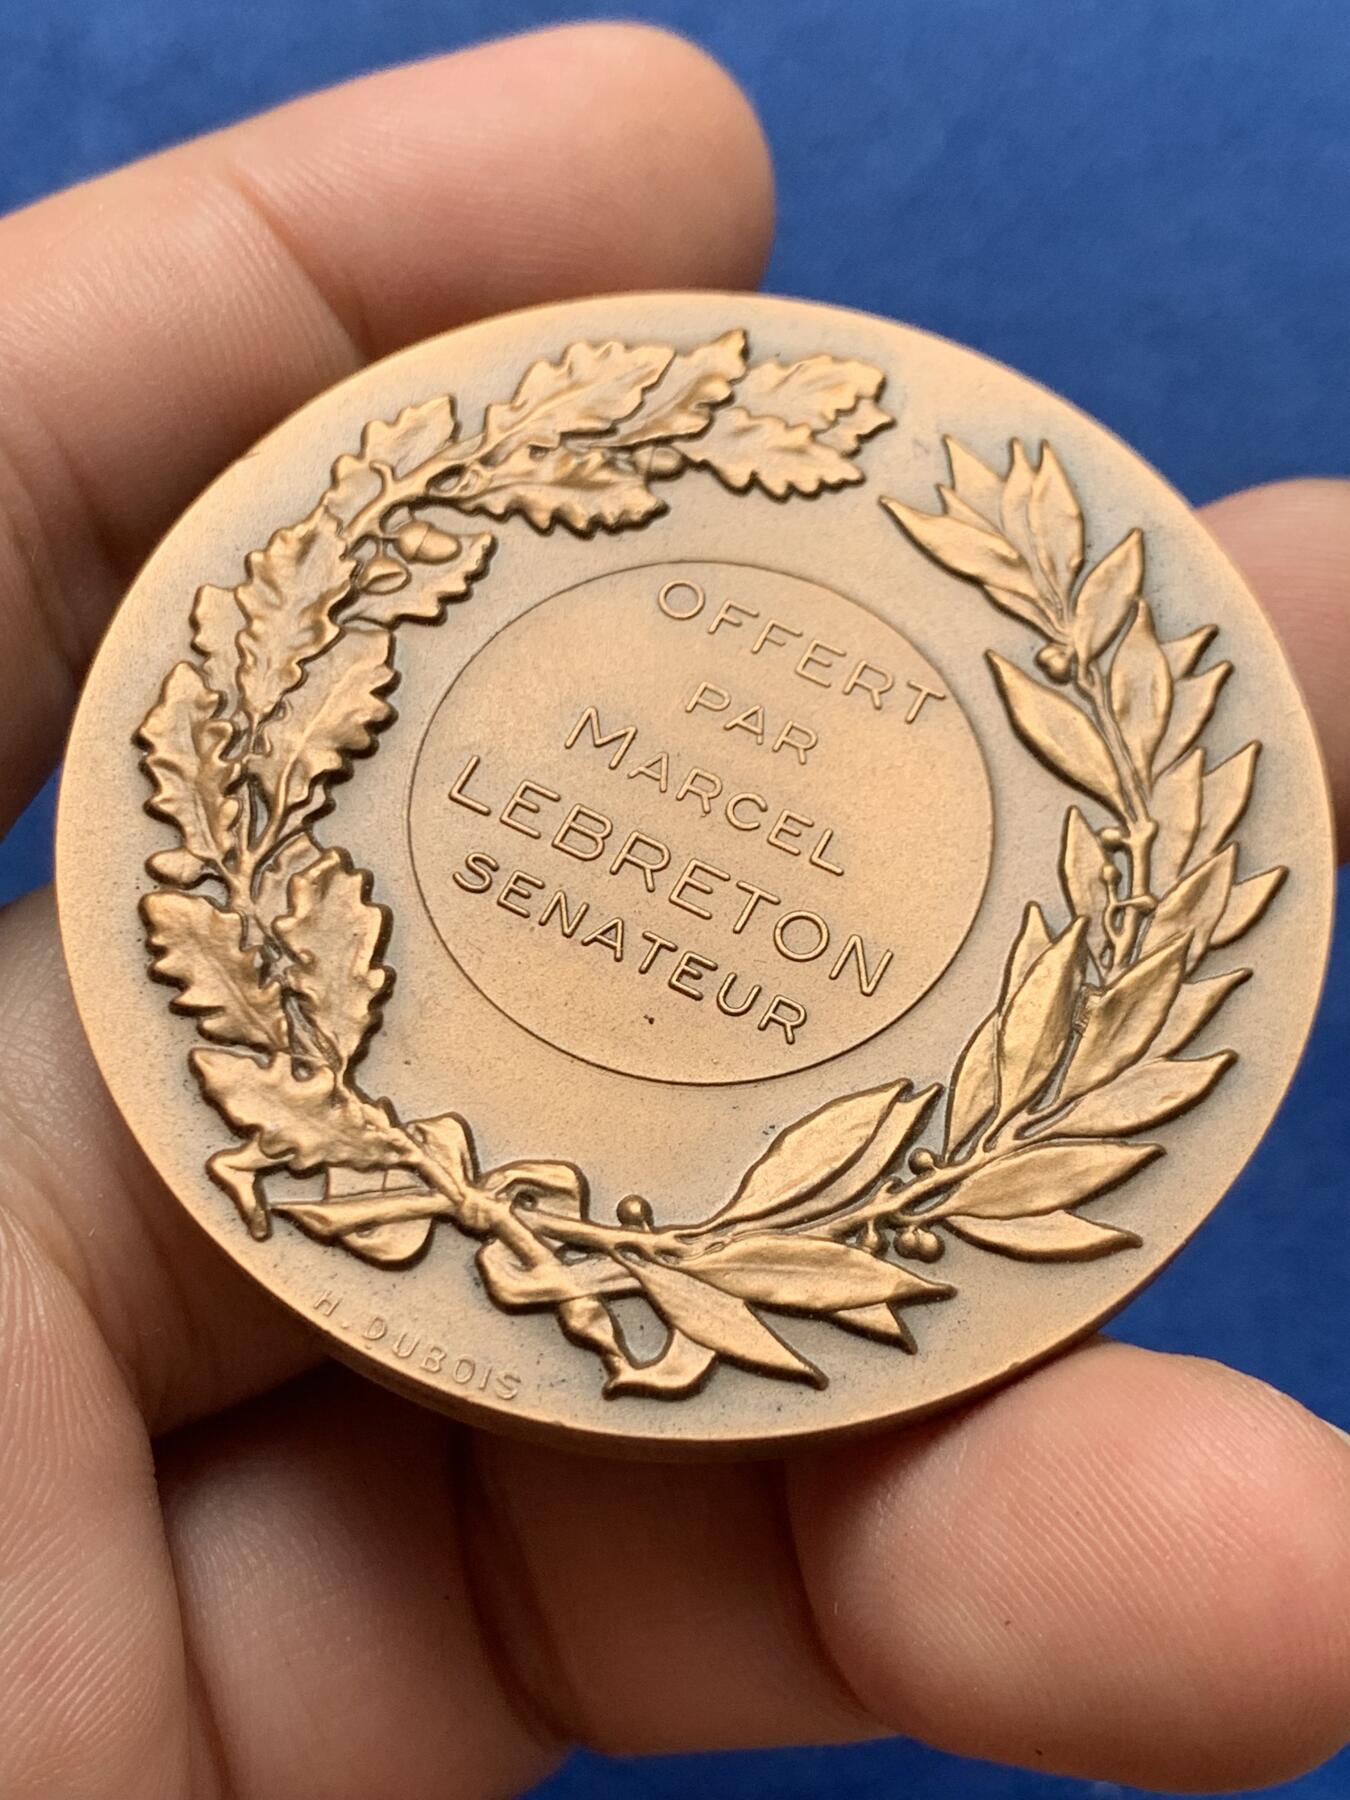 OFFERT
PAR
MARCEL
LEBRETON
SENATEUR
H. DUBOIS